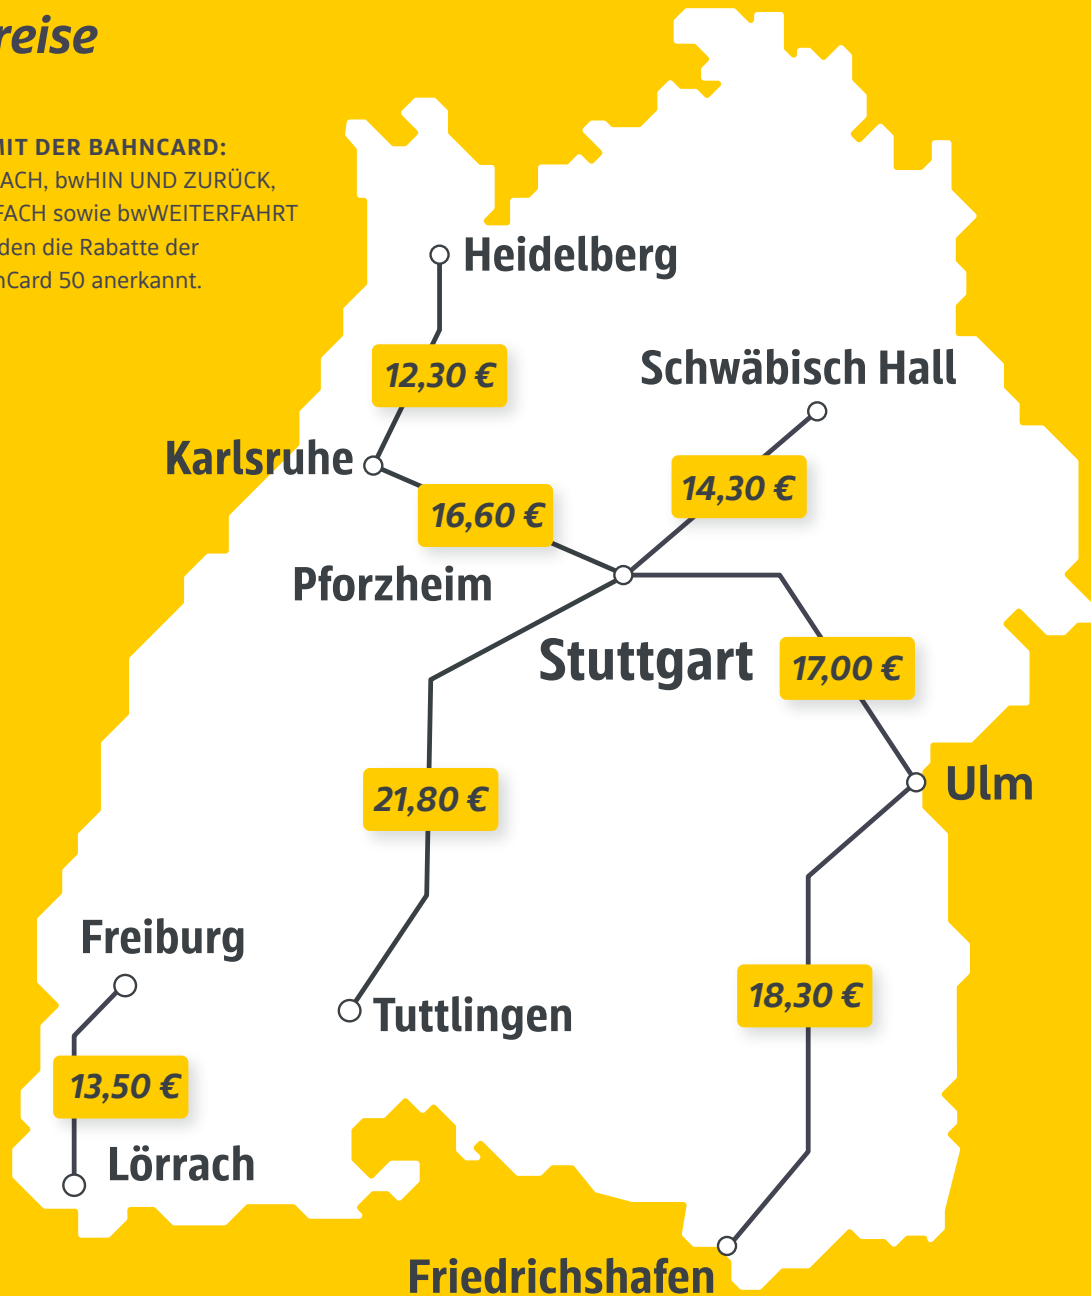 reise
MIT DER BAHNCARD:
ACH, bwHIN UND ZURÜCK,
FACH sowie bwWEITERFAHRT
den die Rabatte der
nCard 50 anerkannt.
Heidelberg
12,30 €
Schwäbisch Hall
Karlsruhe
14,30 €
16,60 €
Pforzheim
Stuttgart
17,00 €
Ulm
21,80 €
Freiburg
18,30 €
Tuttlingen
13,50 €
Lörrach
Friedrichshafen